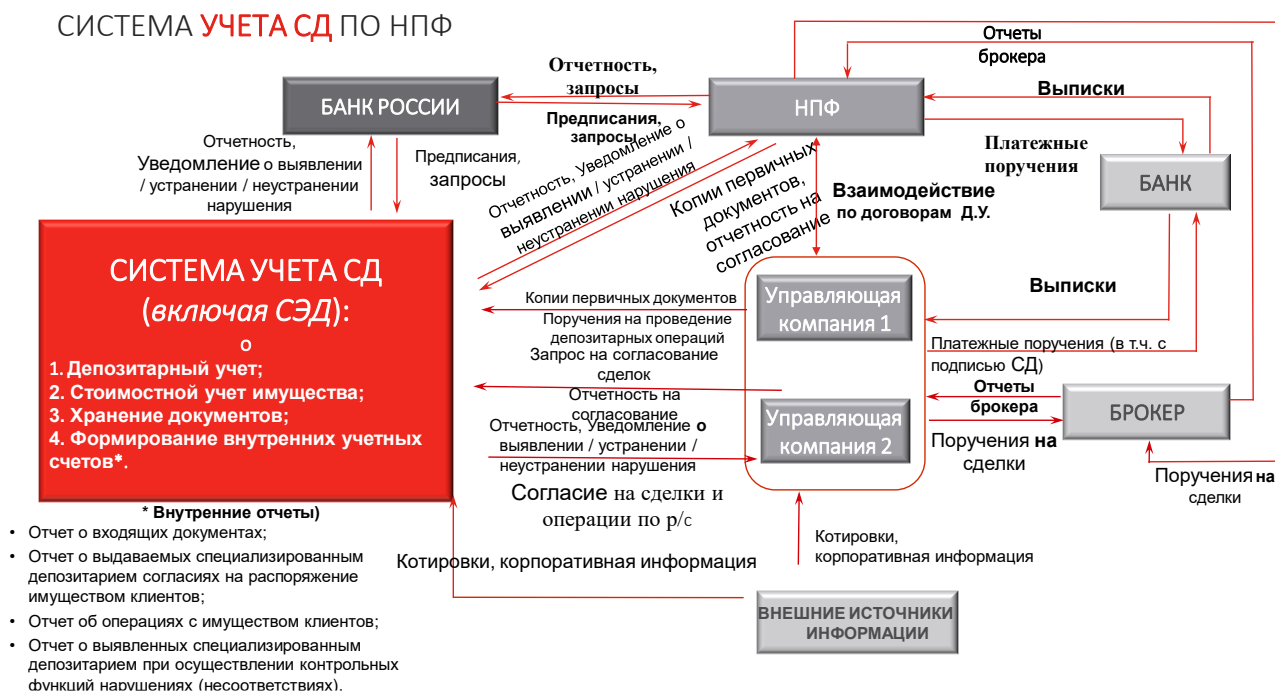 СИСТЕМА УЧЕТА СД ПО НПФ
Отчеты
брокера
Отчетность,
запросы
БАНК РОССИИ
НПФ
Выписки
Предписания,
запросы
Платежные
поручения
БАНК
Отчетность,
Уведомление о выявлении
/ устранении / неустранении
нарушения
Предписания,
запросы
Отчетность, Уведомление о
выявлении / устранении /
неустранении нарушения
Копии первичных
документов,
отчетность на
согласование
Взаимодействие
по договорам Д.У.
СИСТЕМА УЧЕТА СД
(включая СЭД):
о
1. Депозитарный учет;
2. Стоимостной учет имущества;
3. Хранение документов;
4. Формирование внутренних учетных
счетов*.
Копии первичных документов
Поручения на проведение
депозитарных операций
Запрос на согласование
сделок
Отчетность на
согласование
Отчетность, Уведомление о
выявлении / устранении /
неустранении нарушения
Согласие на сделки и
операции по р/с
Управляющая
компания 1
Управляющая
компания 2
Выписки
Платежные поручения (в т.ч. с
подписью СД)
Отчеты
брокера
БРОКЕР
Поручения на
сделки
Поручения на
сделки
* Внутренние отчеты)
• Отчет о входящих документах;
• Отчет о выдаваемых специализированным
депозитарием согласиях на распоряжение
имуществом клиентов;
• Отчет об операциях с имуществом клиентов;
• Отчет о выявленных специализированным
депозитарием при осуществлении контрольных
функций нарушениях (несоответствиях).
Котировки, корпоративная информация
Котировки,
корпоративная информация
ВНЕШНИЕ ИСТОЧНИКИ
ИНФОРМАЦИИ